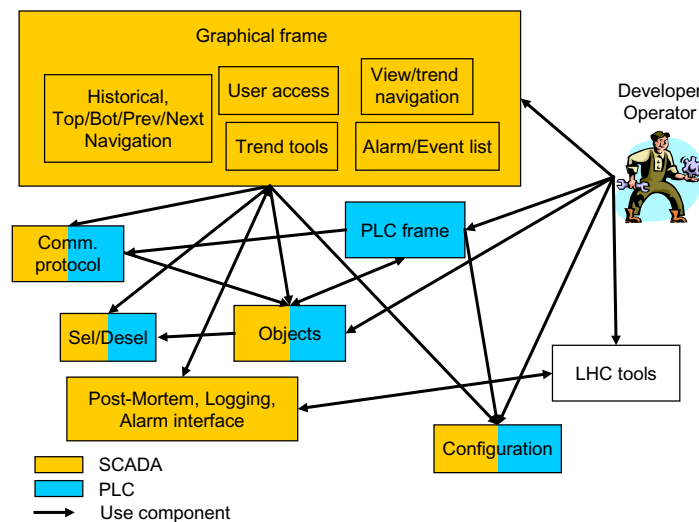 Graphical frame
Historical,
Top/Bot/Prev/Next
Navigation
User access
View/trend
navigation
Trend tools
Alarm/Event list
Developer
Operator
Comm.
protocol
PLC frame
Sel/Desel
Objects
LHC tools
Post-Mortem, Logging,
Alarm interface
Configuration
SCADA
PLC
Use component